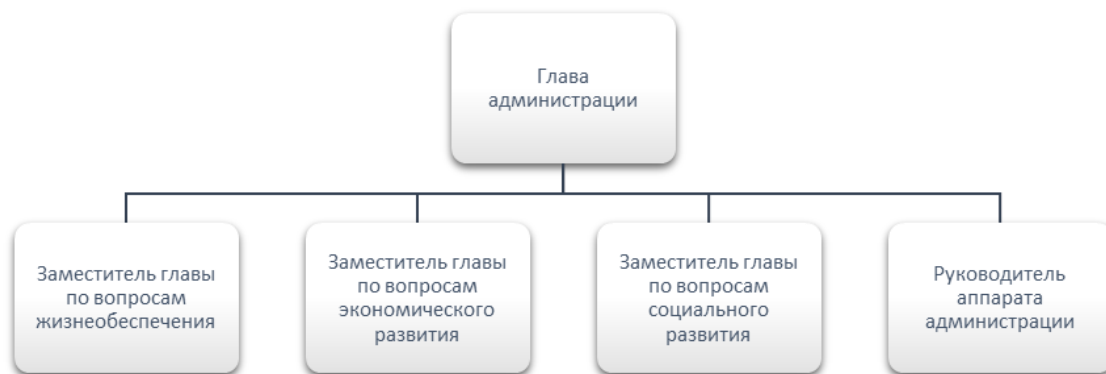 Глава
администрации
Заместитель главы
по вопросам
жизнеобеспечения
Заместитель главы
по вопросам
экономического
развития
Заместитель главы
по вопросам
социального
развития
Руководитель
аппарата
администрации